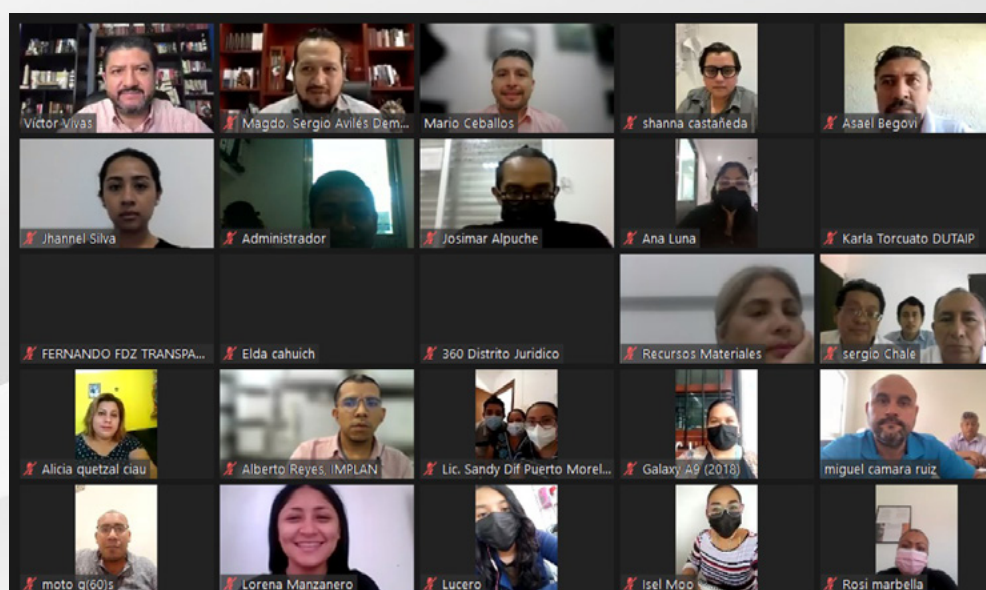 Víctor Vivas
Magdo. Sergio Avilés Dem...
Mario Ceballos
shanna castañeda
Asael Begovi
Jhannel Silva
Administrador
Josimar Alpuche
Ana Luna
Karla Torcuato DUTAIP
FERNANDO FDZ TRANSPA...
Elda cahuich
360 Distrito Juridico
Recursos Materiales
sergio Chale
Alicia quetzal ciau
Alberto Reyes, IMPLAN
Lic. Sandy Dif Puerto Morel...
Galaxy A9 (2018)
miguel camara ruiz
moto g(60)s
Lorena Manzanero
Lucero
Isel Moo
Rosi marbella